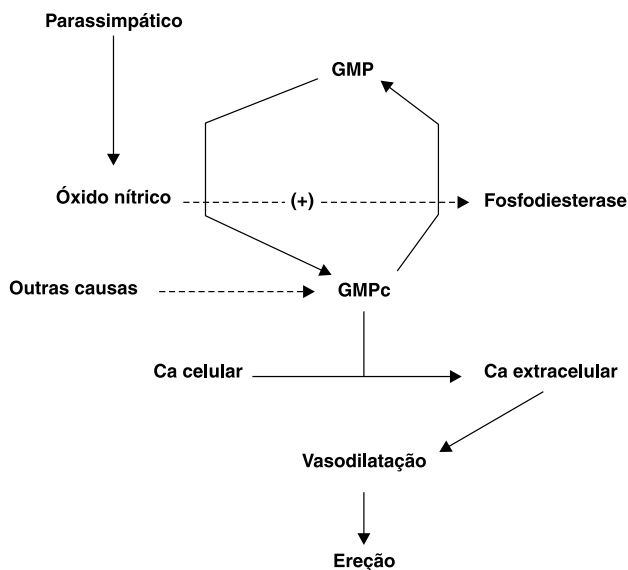 Parassimpático
GMP
Óxido nítrico (+) Fosfodiesterase
Outras causas GMPc
Ca celular Ca extracelular
Vasodilatação
Ereção